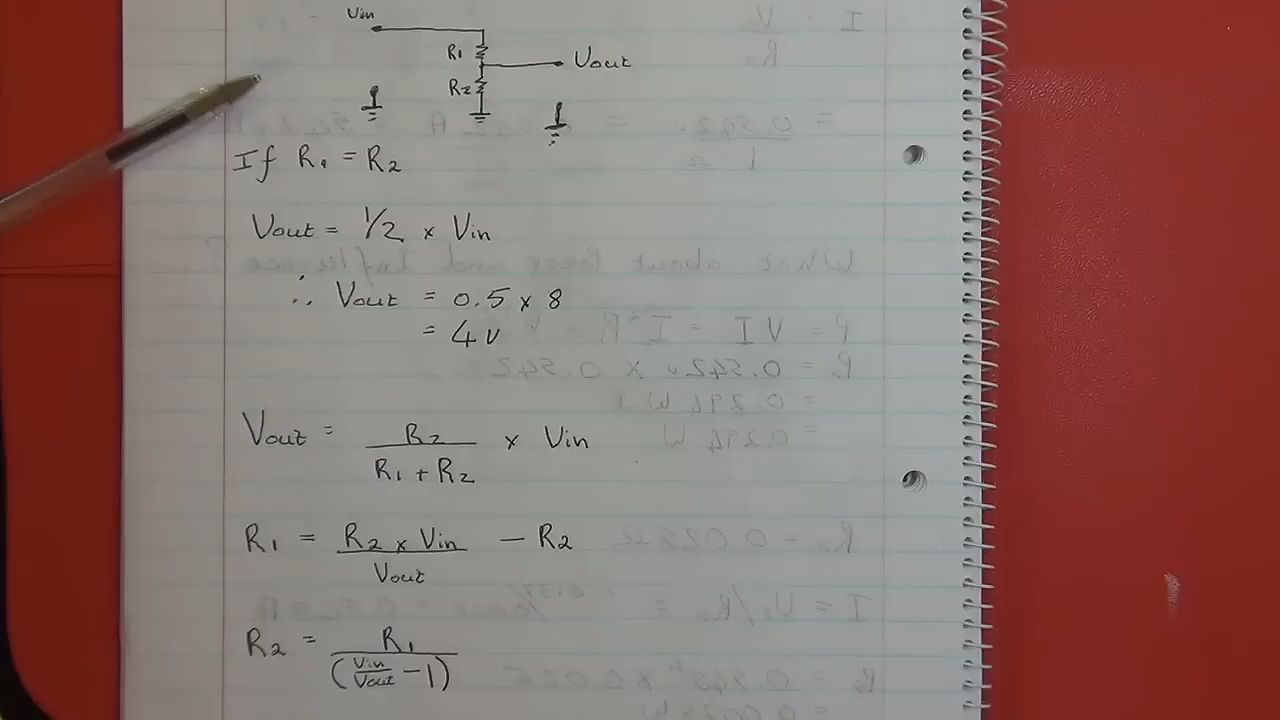 Vin
R1
Vout
R2
If R1 = R2
Vout = 1/2 x Vin
∴ Vout = 0.5 x 8
= 4v
Vout = R2 / (R1 + R2) x Vin
R1 = (R2 x Vin) / Vout - R2
R2 = R1 / (Vin/Vout - 1)